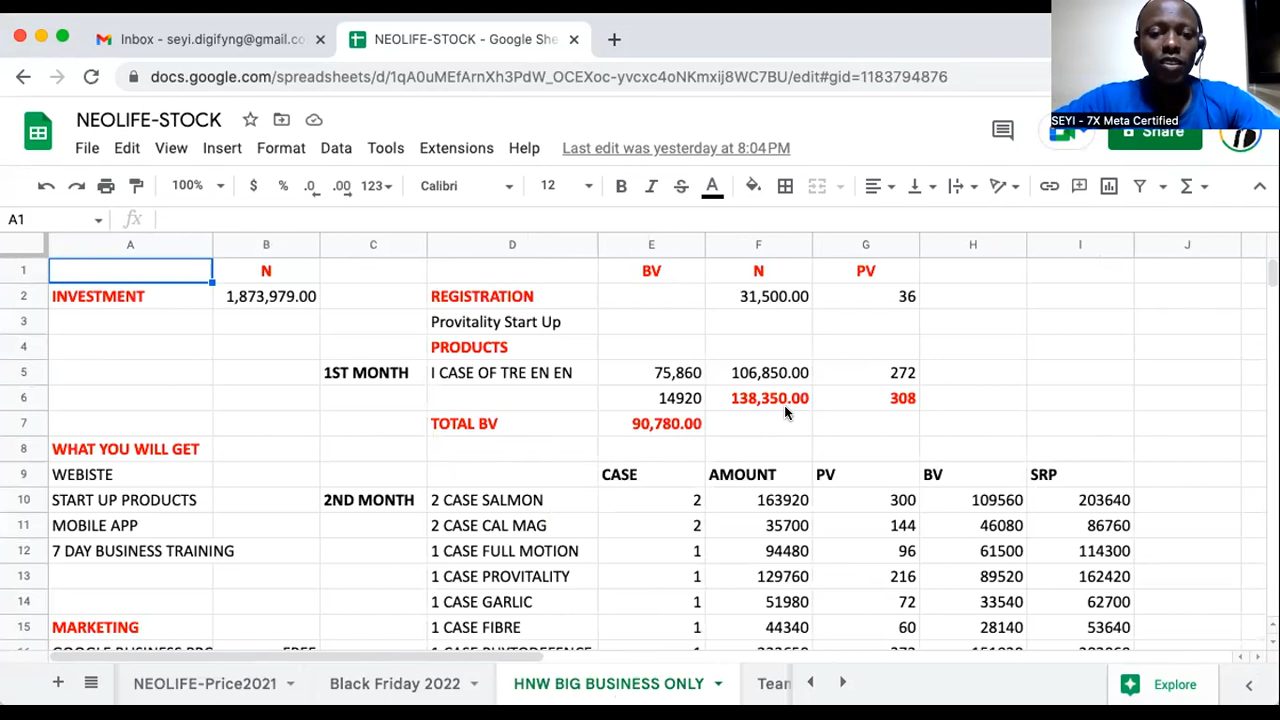 Inbox - seyi.digifyng@gmail.co
NEOLIFE-STOCK - Google She
docs.google.com/spreadsheets/d/1qA0uMEfArnXh3PdW_OCEXoc-yvcxc4oNKmxij8WC7BU/edit#gid=1183794876
SEYI - 7X Meta Certified
NEOLIFE-STOCK
Share
File Edit View Insert Format Data Tools Extensions Help Last edit was yesterday at 8:04 PM
100% $ % .0 .00 123 Calibri 12 B I S A
A1 fx
A B C D E F G H I J
1 N BV N PV
2 INVESTMENT 1,873,979.00 REGISTRATION 31,500.00 36
3 Provitality Start Up
4 PRODUCTS
5 1ST MONTH I CASE OF TRE EN EN 75,860 106,850.00 272
6 14920 138,350.00 308
7 TOTAL BV 90,780.00
8 WHAT YOU WILL GET
9 WEBISTE CASE AMOUNT PV BV SRP
10 START UP PRODUCTS 2ND MONTH 2 CASE SALMON 2 163920 300 109560 203640
11 MOBILE APP 2 CASE CAL MAG 2 35700 144 46080 86760
12 7 DAY BUSINESS TRAINING 1 CASE FULL MOTION 1 94480 96 61500 114300
13 1 CASE PROVITALITY 1 129760 216 89520 162420
14 1 CASE GARLIC 1 51980 72 33540 62700
15 MARKETING 1 CASE FIBRE 1 44340 60 28140 53640
NEOLIFE-Price2021 Black Friday 2022 HNW BIG BUSINESS ONLY Tear Explore